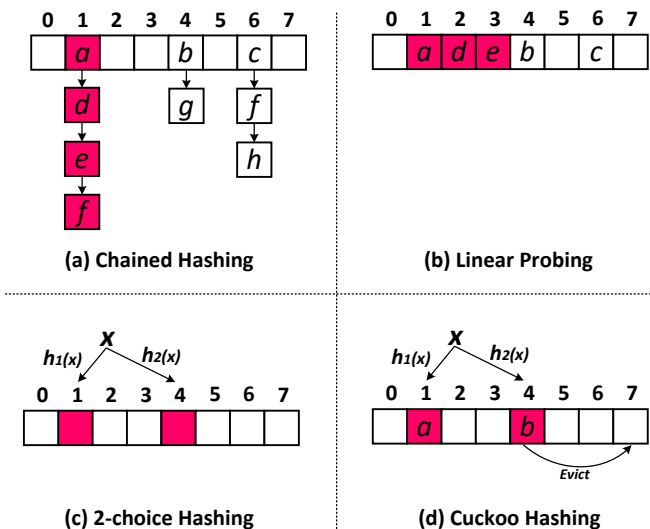 0 1 2 3 4 5 6 7
a b c
d g f
e h
f
(a) Chained Hashing
0 1 2 3 4 5 6 7
a d e b c
(b) Linear Probing
x
h1(x) h2(x)
0 1 2 3 4 5 6 7
(c) 2-choice Hashing
x
h1(x) h2(x)
0 1 2 3 4 5 6 7
a b
Evict
(d) Cuckoo Hashing